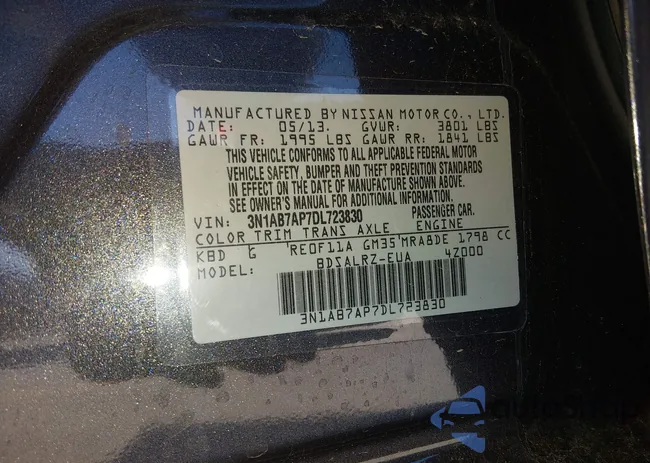 MANUFACTURED BY NISSAN MOTOR CO., LTD.
DATE: 05/13. GVWR: 3801 LBS
GAWR FR: 1995 LBS GAWR RR: 1841 LBS
THIS VEHICLE CONFORMS TO ALL APPLICABLE FEDERAL MOTOR
VEHICLE SAFETY, BUMPER AND THEFT PREVENTION STANDARDS
IN EFFECT ON THE DATE OF MANUFACTURE SHOWN ABOVE.
SEE OWNER'S MANUAL FOR ADDITIONAL INFORMATION.
VIN: 3N1AB7AP7DL723830 PASSENGER CAR.
COLOR TRIM TRANS AXLE ENGINE
KBD G RE0F11A GM35 MRA8DE 1798 CC
MODEL: BDSALRZ-EUA 4Z000
3N1AB7AP7DL723830